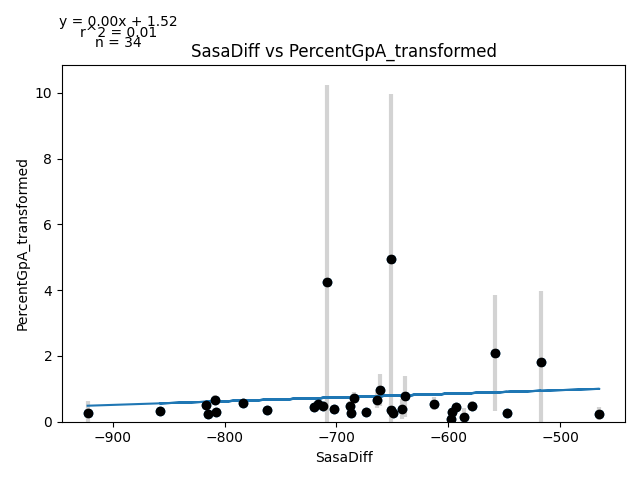 y = 0.00x + 1.52
r^2 = 0.01
n = 34
SasaDiff vs PercentGpA_transformed
PercentGpA_transformed
10
8
6
4
2
0
−900
−800
−700
−600
−500
SasaDiff